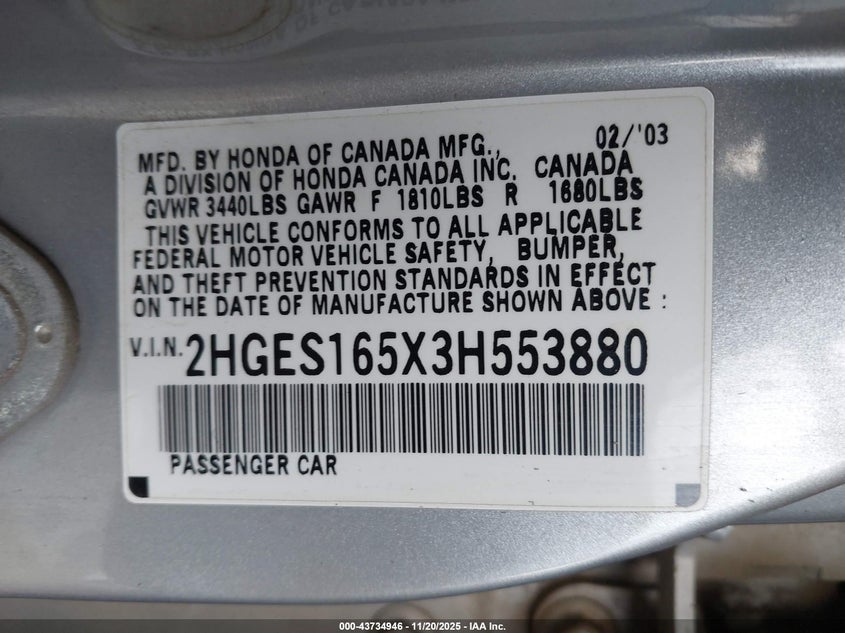 MFD. BY HONDA OF CANADA MFG., 02/'03
A DIVISION OF HONDA CANADA INC. CANADA
GVWR 3440LBS GAWR F 1810LBS R 1680LBS
THIS VEHICLE CONFORMS TO ALL APPLICABLE
FEDERAL MOTOR VEHICLE SAFETY, BUMPER,
AND THEFT PREVENTION STANDARDS IN EFFECT
ON THE DATE OF MANUFACTURE SHOWN ABOVE :
V.I.N. 2HGES165X3H553880
PASSENGER CAR
000-43734946 - 11/20/2025 - IAA Inc.